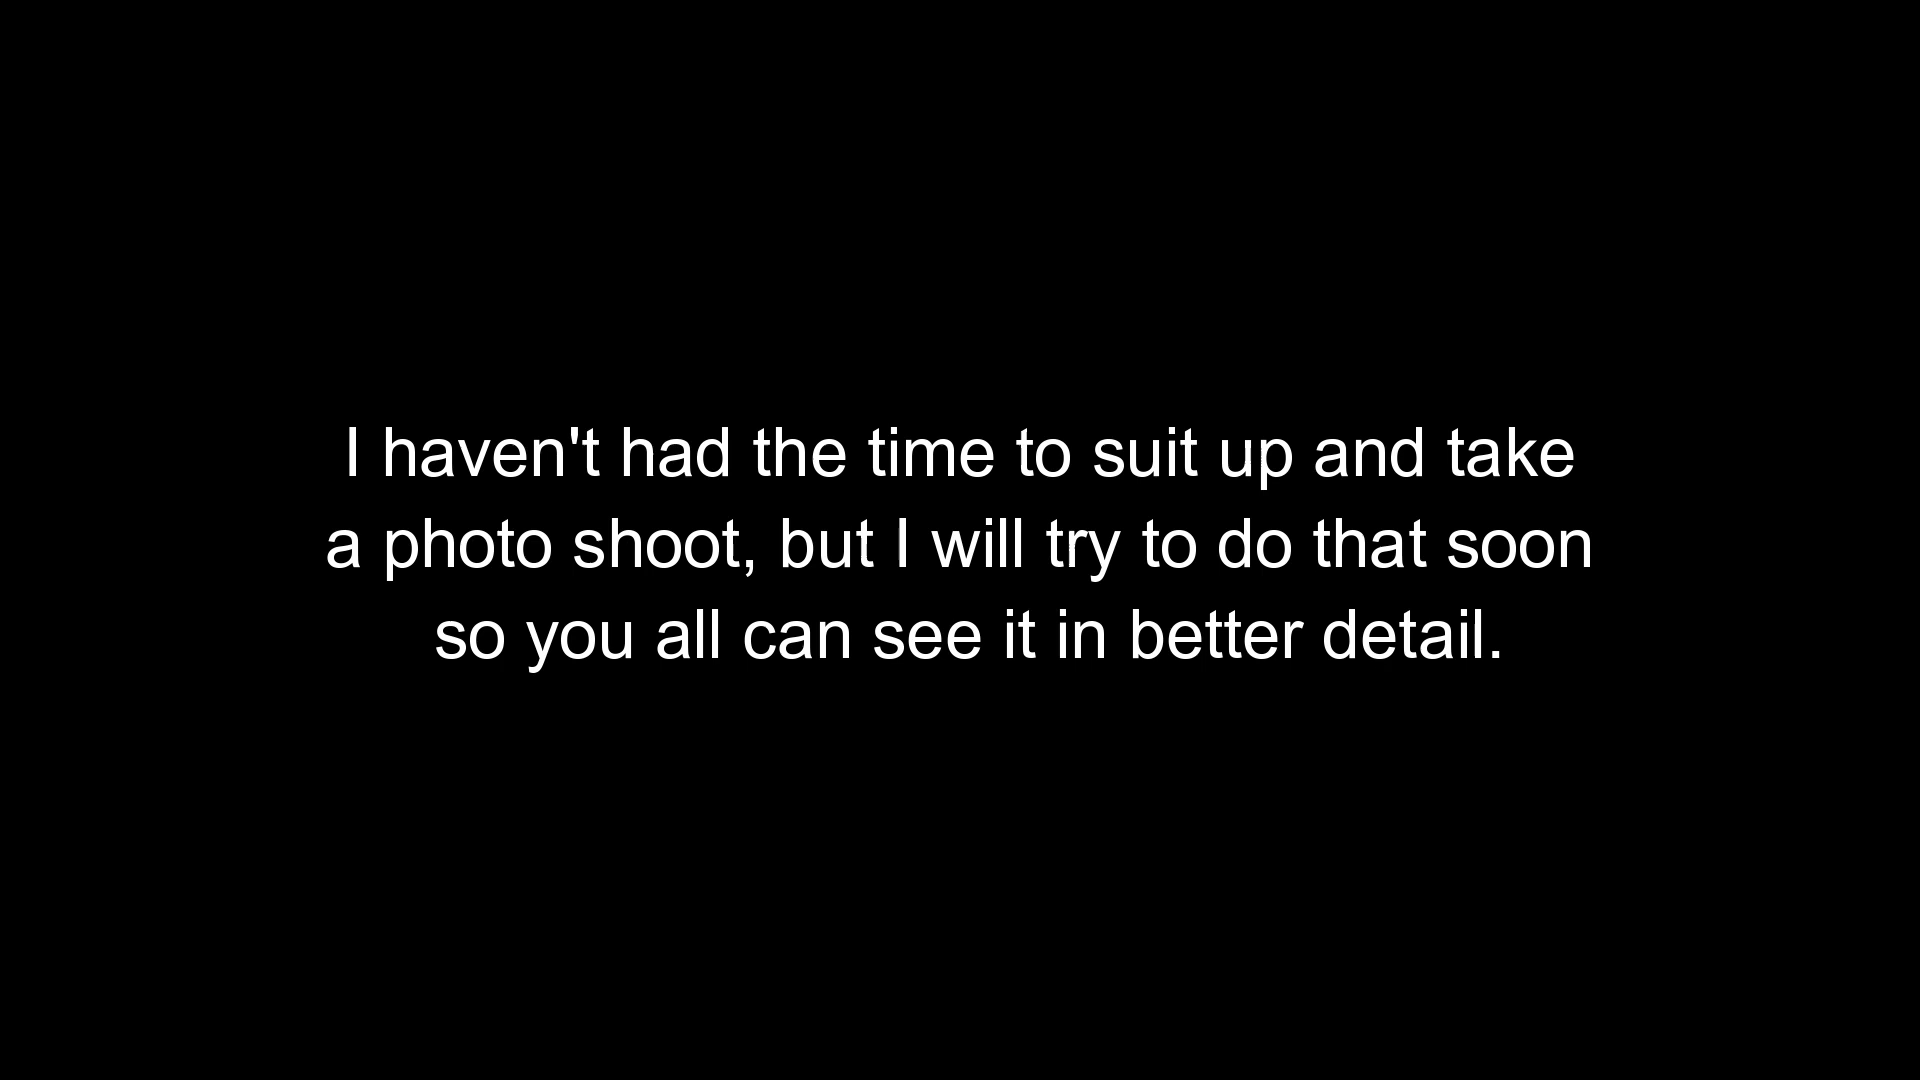 I haven't had the time to suit up and take
a photo shoot, but I will try to do that soon
so you all can see it in better detail.